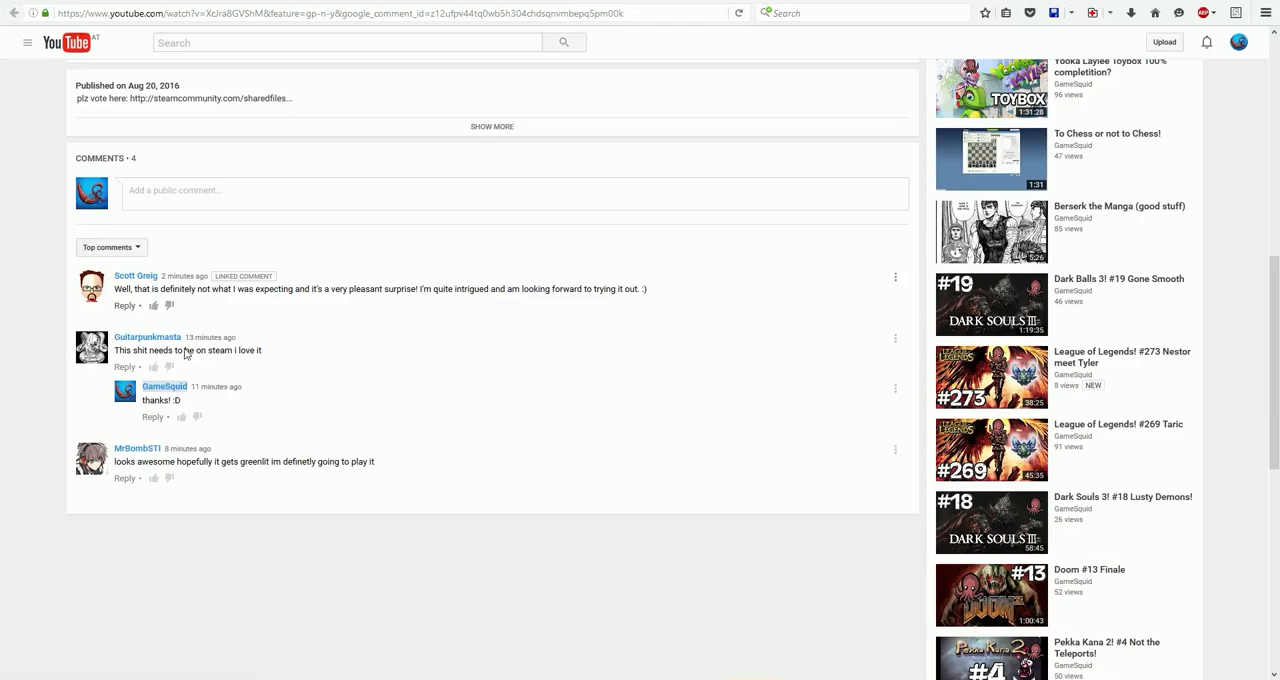 https://www.youtube.com/watch?v=XcJra8GVShM&feature=gp-n-y&google_comment_id=z12ufpv44tq0wb5h304chdsqnvmbepq5pm00k
Search
YouTube AT
Search
Upload
Published on Aug 20, 2016
plz vote here: http://steamcommunity.com/sharedfiles...
SHOW MORE
COMMENTS • 4
Add a public comment...
Top comments
Scott Greig 2 minutes ago LINKED COMMENT
Well, that is definitely not what I was expecting and it's a very pleasant surprise! I'm quite intrigued and am looking forward to trying it out. :)
Reply •
Guitarpunkmasta 13 minutes ago
This shit needs to be on steam i love it
Reply •
GameSquid 11 minutes ago
thanks! :D
Reply •
MrBombSTI 8 minutes ago
looks awesome hopefully it gets greenlit im definetly going to play it
Reply •
TOYBOX
1:31:28
Yooka Laylee Toybox 100%
completition?
GameSquid
96 views
1:31
To Chess or not to Chess!
GameSquid
47 views
5:26
Berserk the Manga (good stuff)
GameSquid
85 views
#19
DARK SOULS III
1:19:35
Dark Balls 3! #19 Gone Smooth
GameSquid
46 views
LEAGUE OF LEGENDS
#273
38:25
League of Legends! #273 Nestor
meet Tyler
GameSquid
8 views NEW
LEAGUE OF LEGENDS
#269
45:35
League of Legends! #269 Taric
GameSquid
91 views
#18
DARK SOULS III
58:45
Dark Souls 3! #18 Lusty Demons!
GameSquid
26 views
#13
DOOM
1:00:43
Doom #13 Finale
GameSquid
52 views
Pekka Kana 2
#4
Pekka Kana 2! #4 Not the
Teleports!
GameSquid
50 views